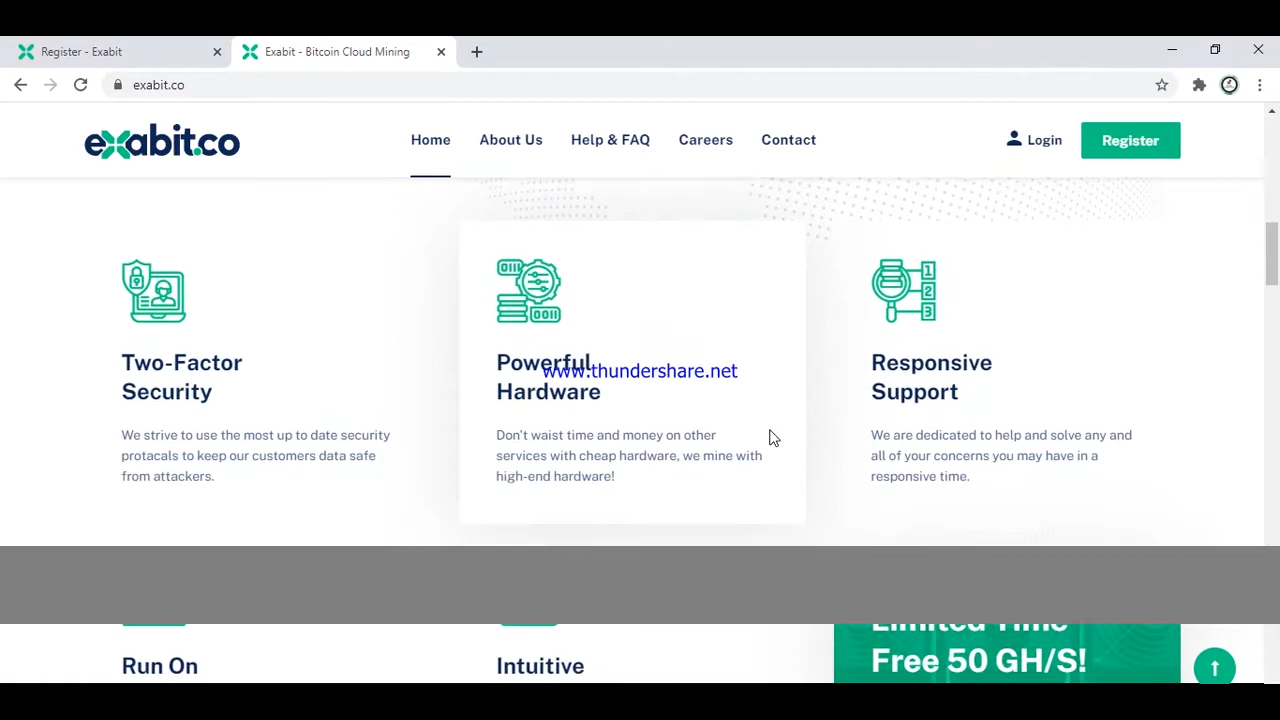 Register - Exabit
Exabit - Bitcoin Cloud Mining
exabit.co
exabit.co
Home
About Us
Help & FAQ
Careers
Contact
Login
Register
Two-Factor
Security
We strive to use the most up to date security
protacals to keep our customers data safe
from attackers.
Powerful
Hardware
www.thundershare.net
Don't waist time and money on other
services with cheap hardware, we mine with
high-end hardware!
Responsive
Support
We are dedicated to help and solve any and
all of your concerns you may have in a
responsive time.
Run On
Intuitive
Limited Time
Free 50 GH/S!